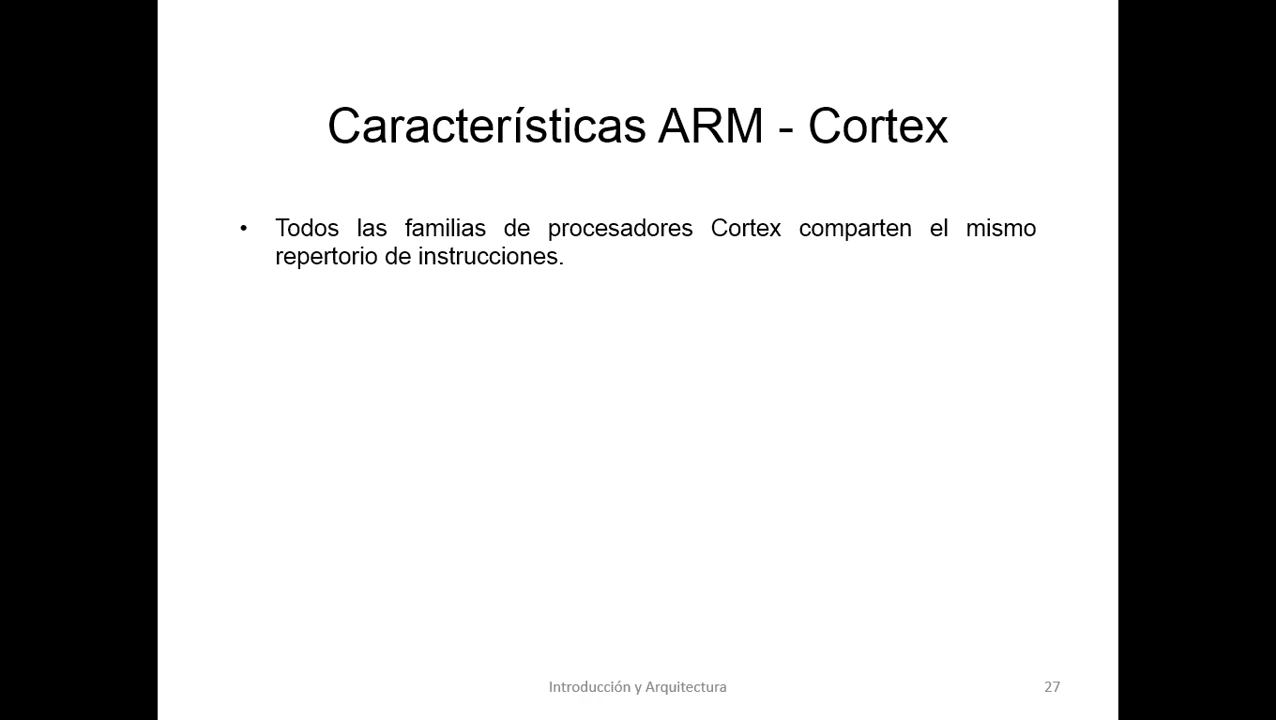 Características ARM - Cortex
• Todos las familias de procesadores Cortex comparten el mismo
repertorio de instrucciones.
Introducción y Arquitectura
27